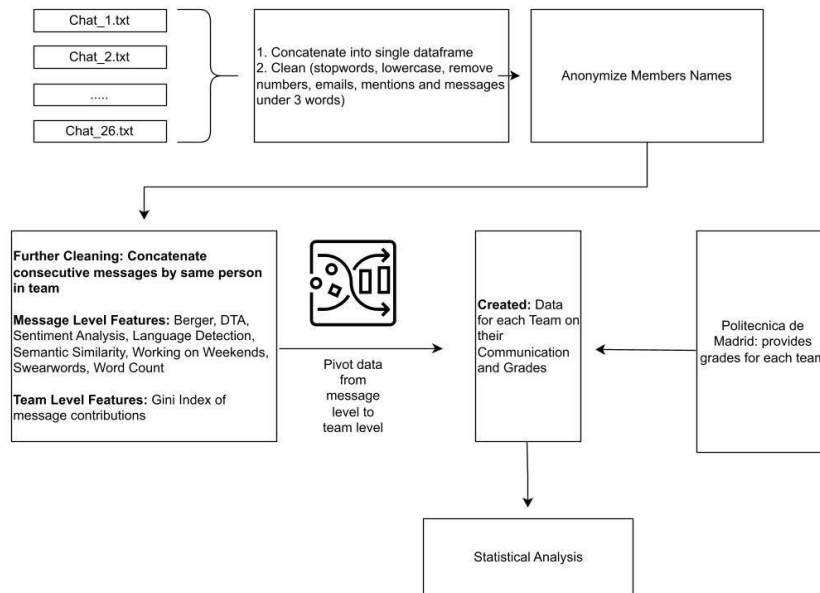 Chat_1.txt
Chat_2.txt
.....
Chat_26.txt
1. Concatenate into single dataframe
2. Clean (stopwords, lowercase, remove
numbers, emails, mentions and messages
under 3 words)
Anonymize Members Names
Further Cleaning: Concatenate
consecutive messages by same person
in team
Message Level Features: Berger, DTA,
Sentiment Analysis, Language Detection,
Semantic Similarity, Working on Weekends,
Swearwords, Word Count
Team Level Features: Gini Index of
message contributions
Pivot data
from
message
level to
team level
Created: Data
for each Team on
their
Communication
and Grades
Politecnica de
Madrid: provides
grades for each team
Statistical Analysis